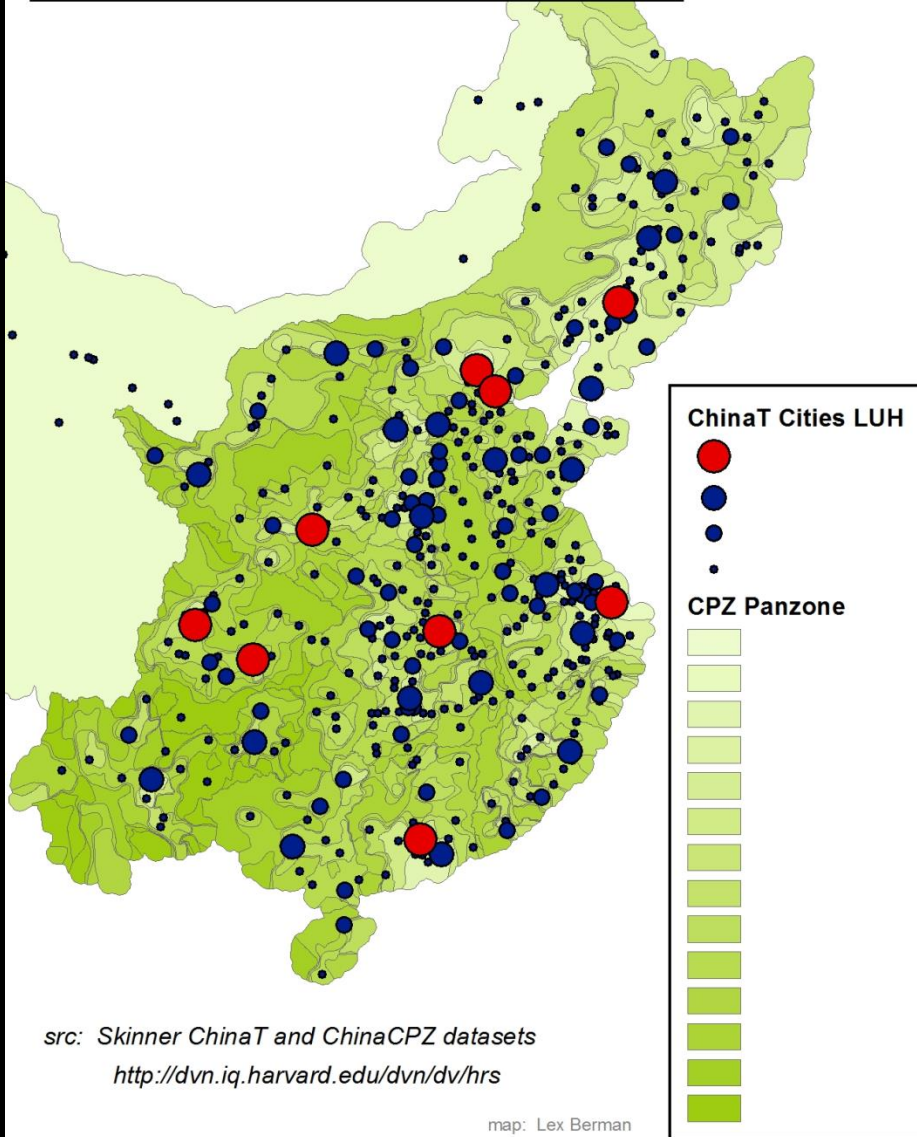 ChinaT Cities LUH
CPZ Panzone
src: Skinner ChinaT and ChinaCPZ datasets
http://dvn.iq.harvard.edu/dvn/dv/hrs
map: Lex Berman